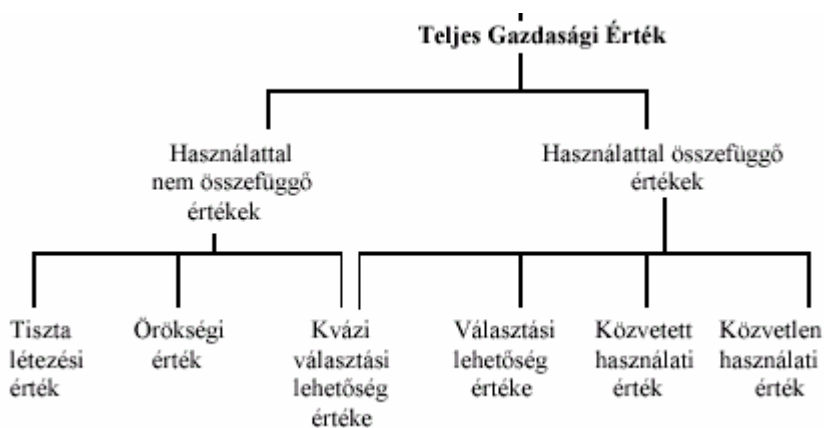 Teljes Gazdasági Érték
Használattal
nem összefüggő
értékek
Használattal összefüggő
értékek
Tiszta
létezési
érték
Örökségi
érték
Kvázi
választási
lehetőség
értéke
Választási
lehetőség
értéke
Közvetett
használati
érték
Közvetlen
használati
érték